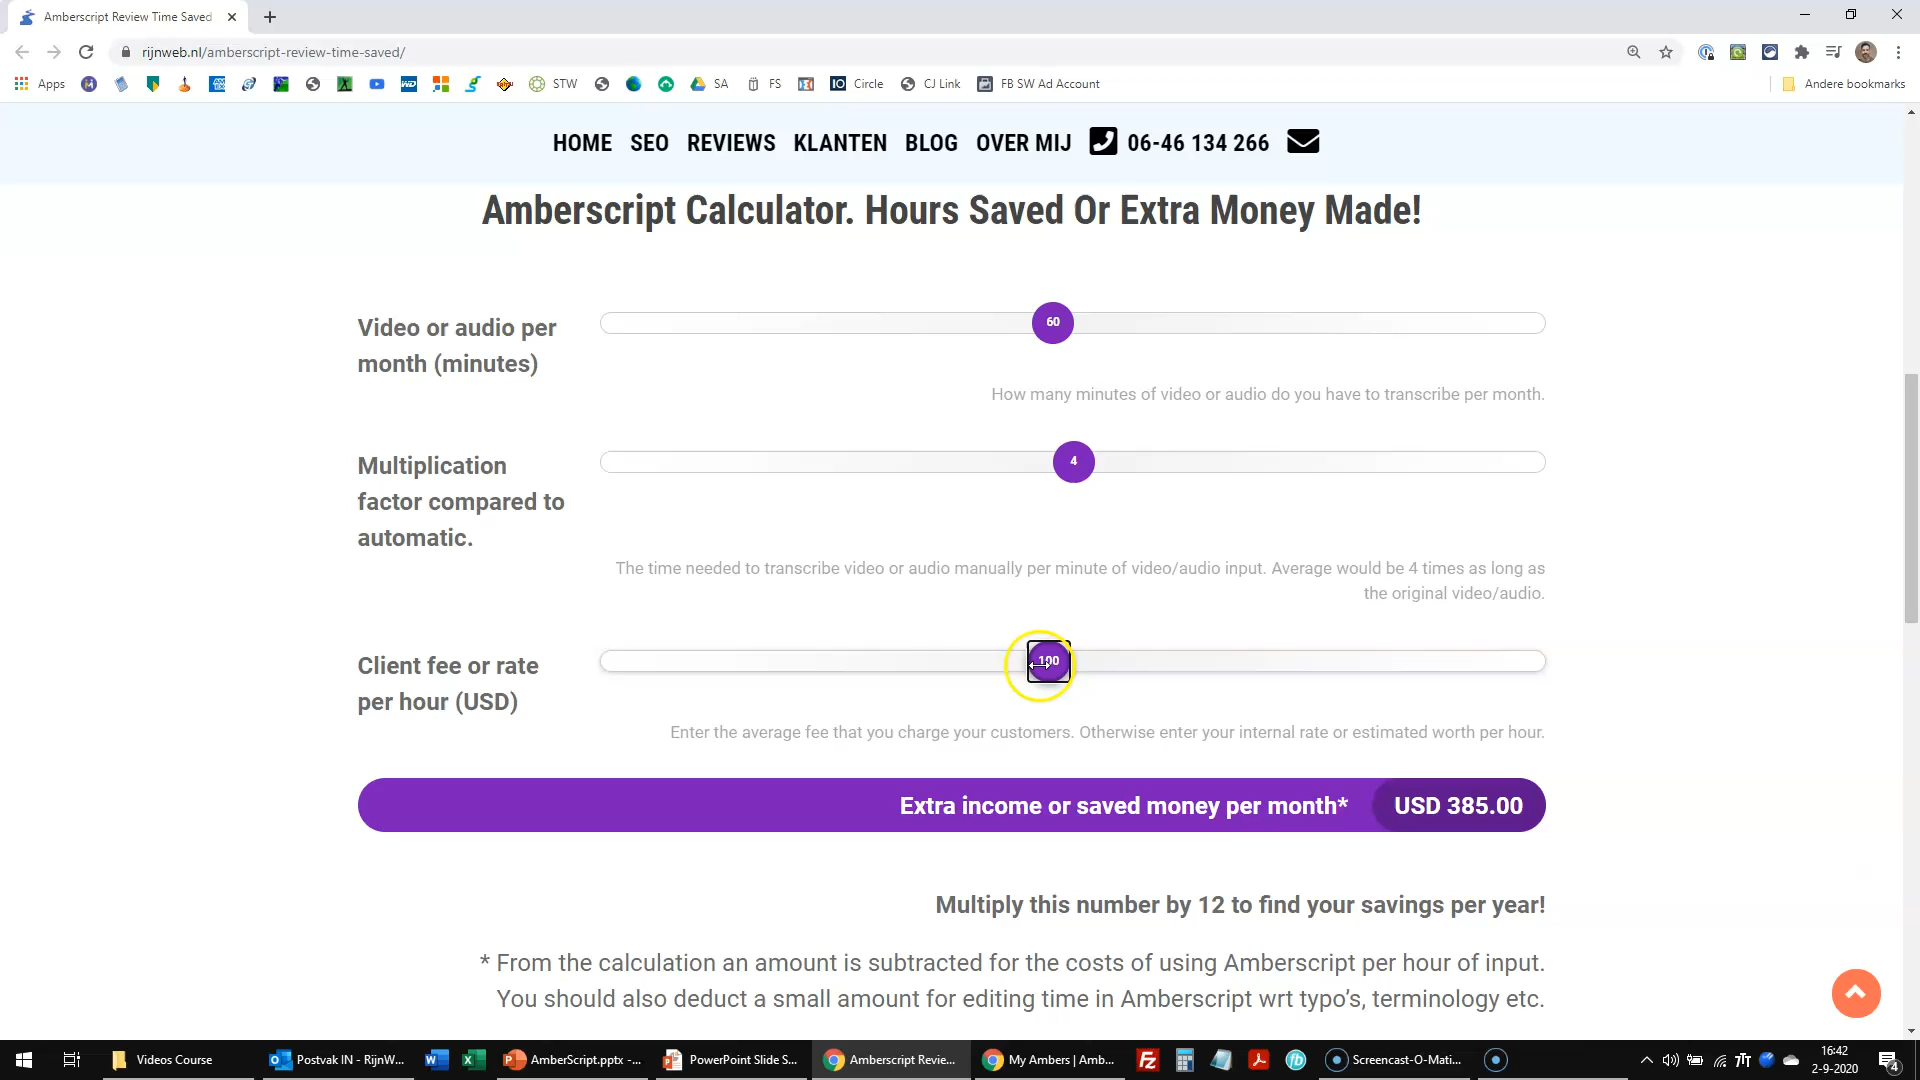 Amberscript Review Time Saved
rijnweb.nl/amberscript-review-time-saved/
Apps
STW
SA
FS
Circle
CJ Link
FB SW Ad Account
Andere bookmarks
HOME SEO REVIEWS KLANTEN BLOG OVER MIJ 06-46 134 266
Amberscript Calculator. Hours Saved Or Extra Money Made!
Video or audio per
month (minutes)
60
How many minutes of video or audio do you have to transcribe per month.
Multiplication
factor compared to
automatic.
4
The time needed to transcribe video or audio manually per minute of video/audio input. Average would be 4 times as long as
the original video/audio.
Client fee or rate
per hour (USD)
100
Enter the average fee that you charge your customers. Otherwise enter your internal rate or estimated worth per hour.
Extra income or saved money per month* USD 385.00
Multiply this number by 12 to find your savings per year!
* From the calculation an amount is subtracted for the costs of using Amberscript per hour of input.
You should also deduct a small amount for editing time in Amberscript wrt typo's, terminology etc.
Videos Course
Postvak IN - RijnW...
AmberScript.pptx -...
PowerPoint Slide S...
Amberscript Revie...
My Ambers | Amb...
Screencast-O-Mati...
16:42
2-9-2020
4